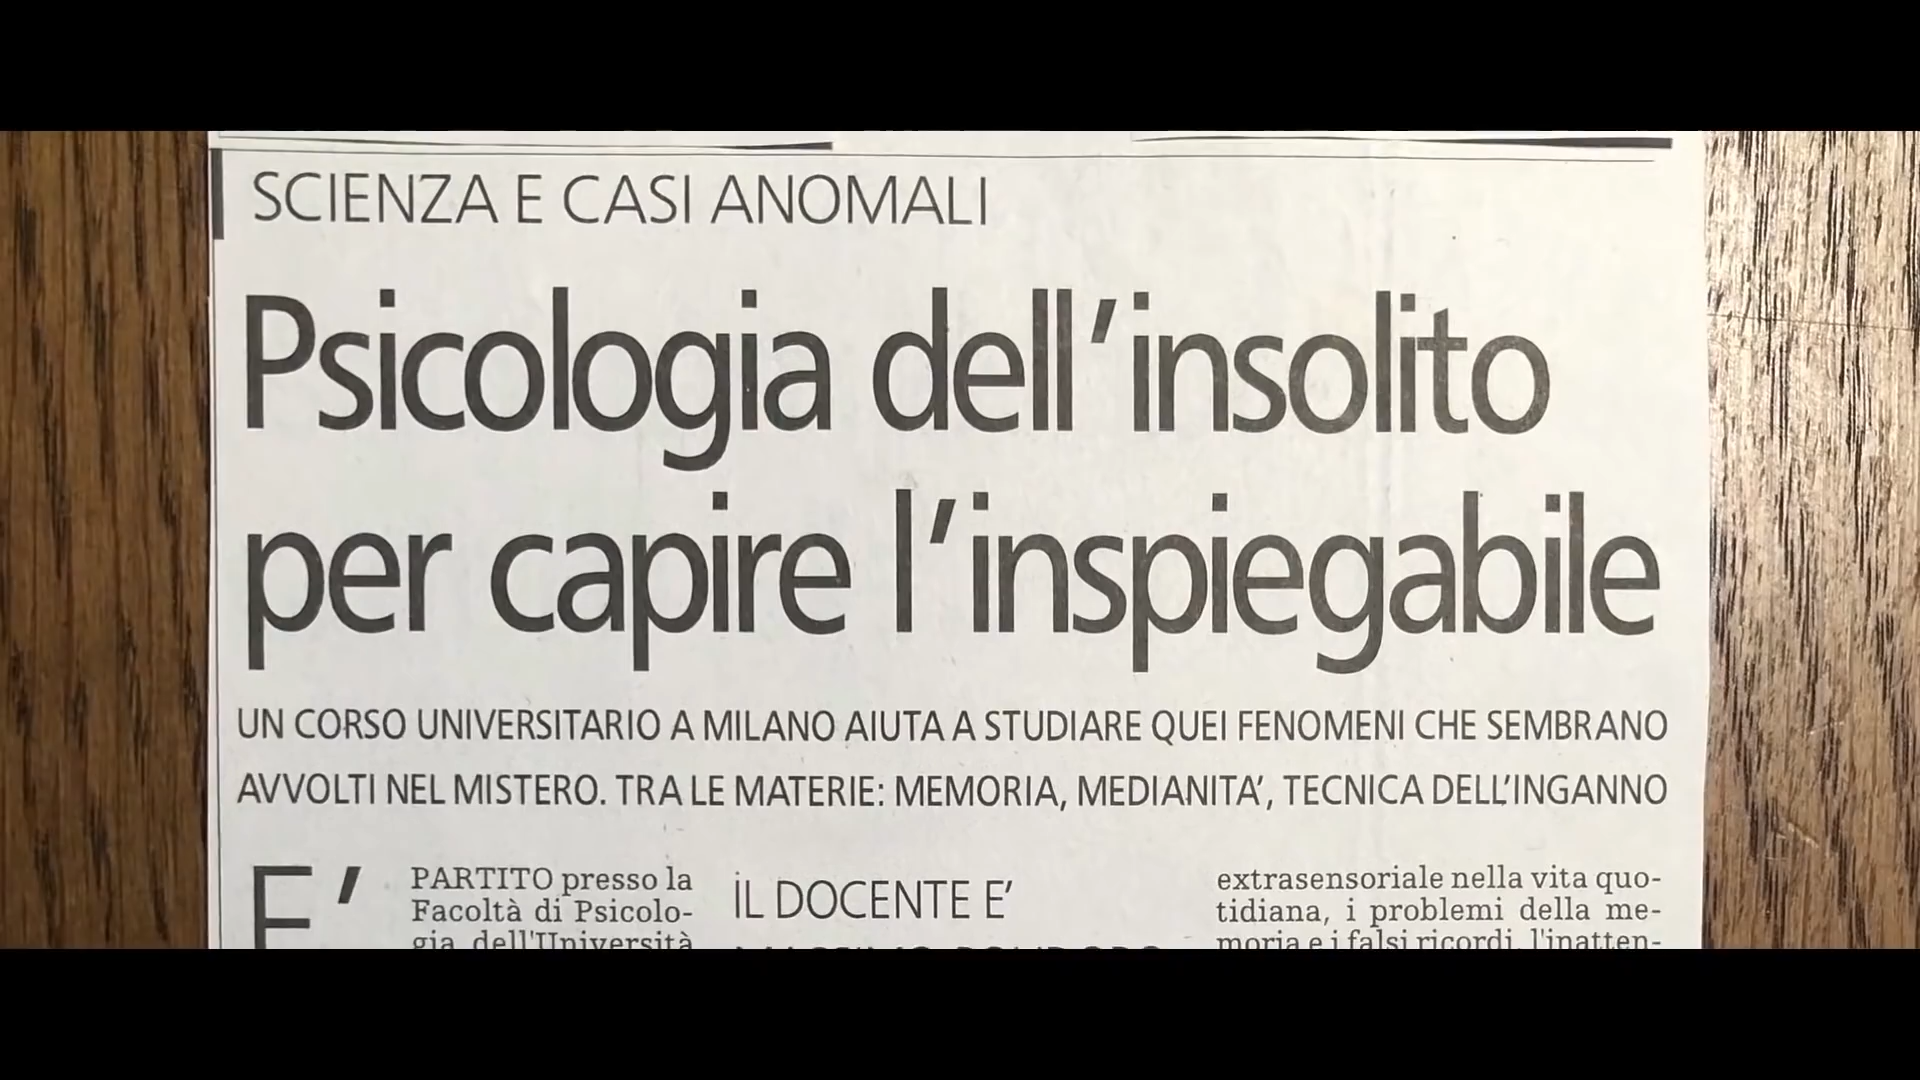 SCIENZA E CASI ANOMALI
Psicologia dell'insolito
per capire l'inspiegabile
UN CORSO UNIVERSITARIO A MILANO AIUTA A STUDIARE QUEI FENOMENI CHE SEMBRANO
AVVOLTI NEL MISTERO. TRA LE MATERIE: MEMORIA, MEDIANITA', TECNICA DELL'INGANNO
E' PARTITO presso la
Facoltà di Psicolo-
gia dell'Università
IL DOCENTE E'
extrasensoriale nella vita quo-
tidiana, i problemi della me-
moria e i falsi ricordi, l'inatten-